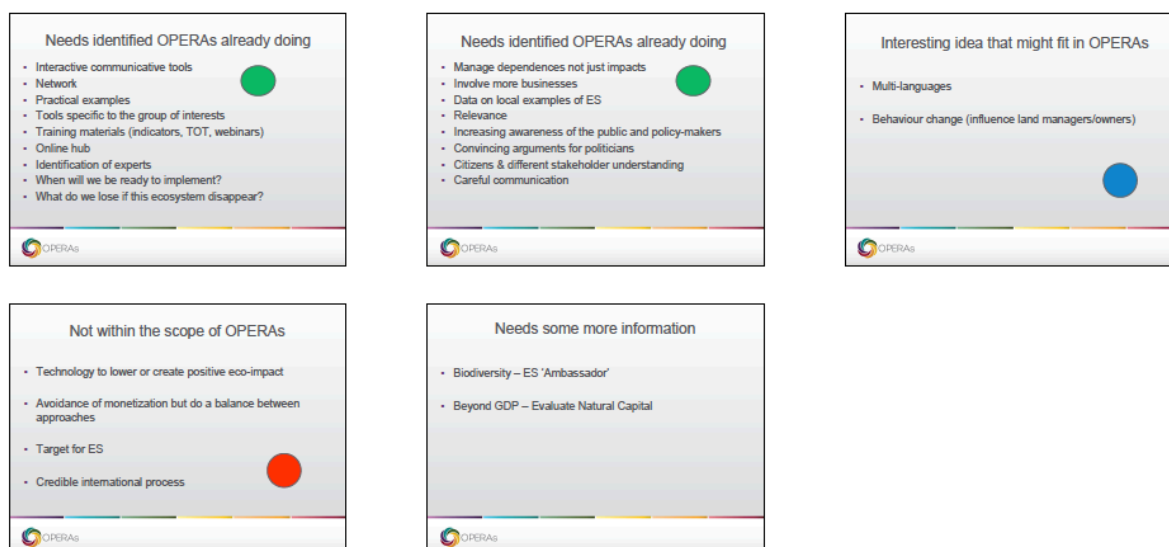 Needs identified OPERAs already doing
• Interactive communicative tools
• Network
• Practical examples
• Tools specific to the group of interests
• Training materials (indicators, TOT, webinars)
• Online hub
• Identification of experts
• When will we be ready to implement?
• What do we lose if this ecosystem disappear?
OPERAs
Needs identified OPERAs already doing
• Manage dependences not just impacts
• Involve more businesses
• Data on local examples of ES
• Relevance
• Increasing awareness of the public and policy-makers
• Convincing arguments for politicians
• Citizens & different stakeholder understanding
• Careful communication
OPERAs
Interesting idea that might fit in OPERAs
• Multi-languages
• Behaviour change (influence land managers/owners)
OPERAs
Not within the scope of OPERAs
• Technology to lower or create positive eco-impact
• Avoidance of monetization but do a balance between
approaches
• Target for ES
• Credible international process
OPERAs
Needs some more information
• Biodiversity – ES 'Ambassador'
• Beyond GDP – Evaluate Natural Capital
OPERAs